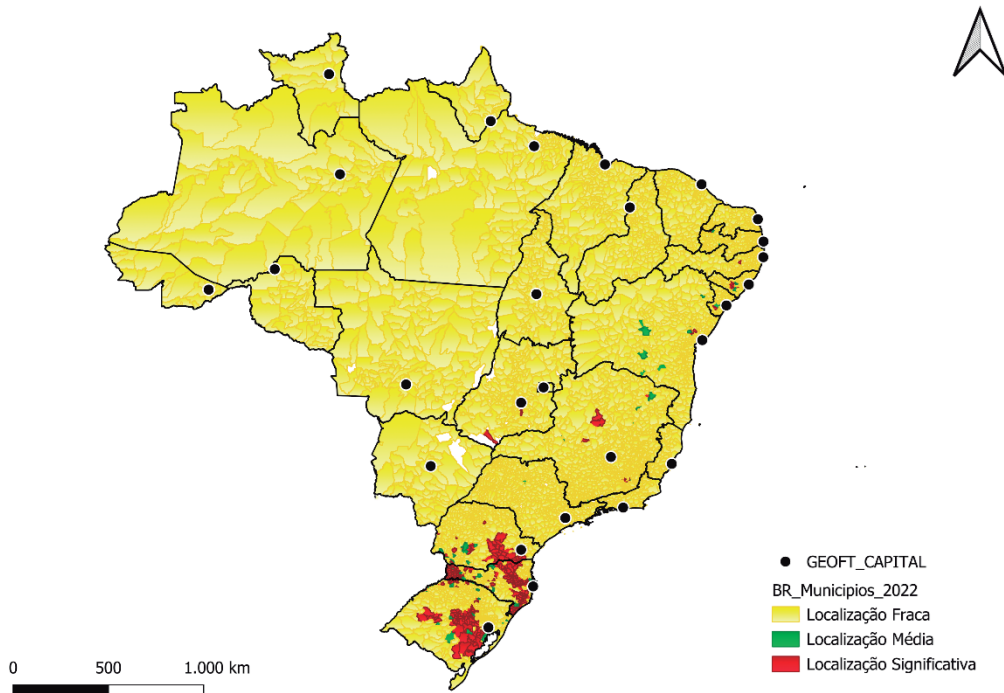 GEOFT_CAPITAL
BR_Municipios_2022
Localização Fraca
Localização Média
Localização Significativa
0 500 1.000 km